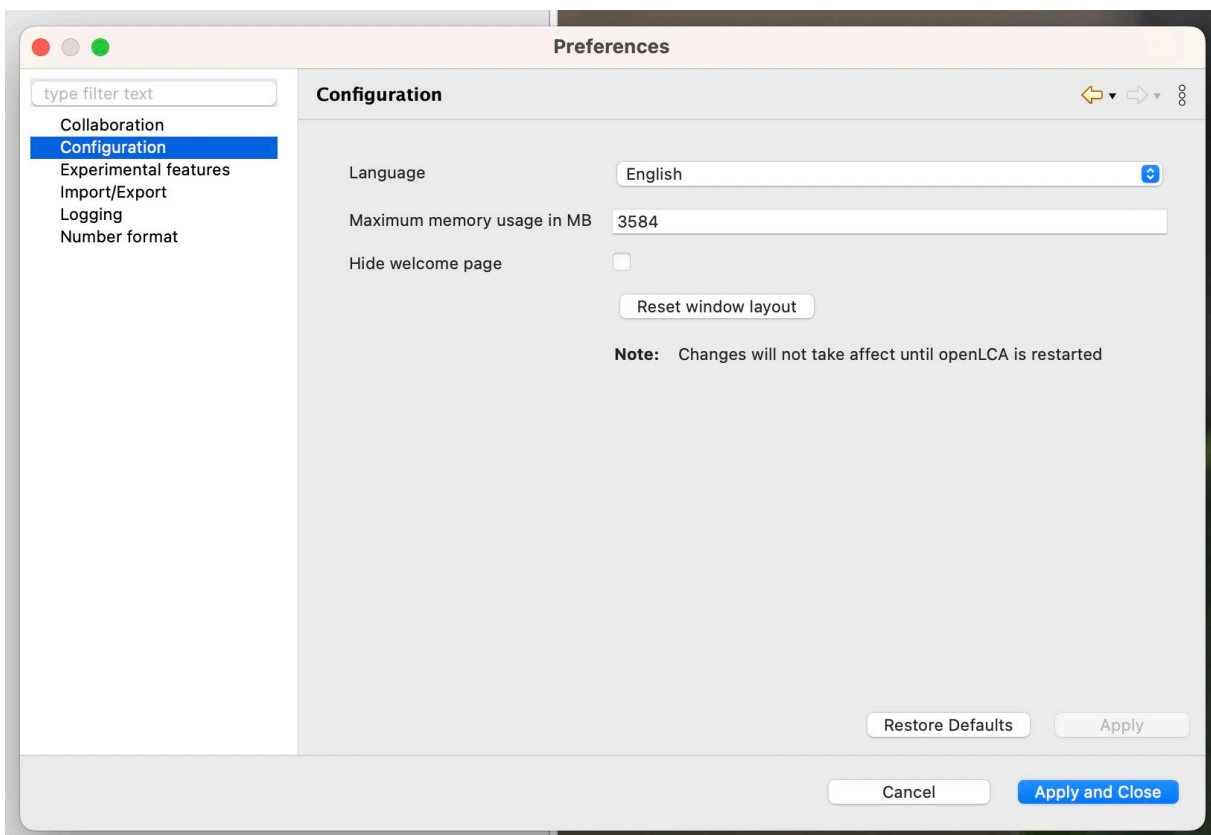 Preferences
type filter text
Collaboration
Configuration
Experimental features
Import/Export
Logging
Number format
Configuration
Language
English
Maximum memory usage in MB
3584
Hide welcome page
Reset window layout
Note: Changes will not take affect until openLCA is restarted
Restore Defaults
Apply
Cancel
Apply and Close